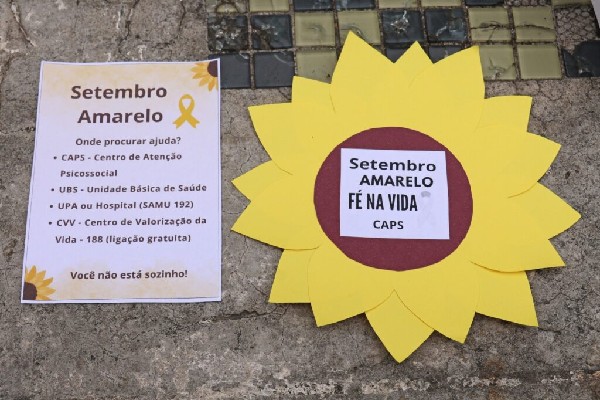 Setembro
Amarelo
Onde procurar ajuda?
• CAPS - Centro de Atenção
Psicossocial
• UBS - Unidade Básica de Saúde
• UPA ou Hospital (SAMU 192)
• CVV - Centro de Valorização da
Vida - 188 (ligação gratuita)
Você não está sozinho!
Setembro
AMARELO
FÉ NA VIDA
CAPS